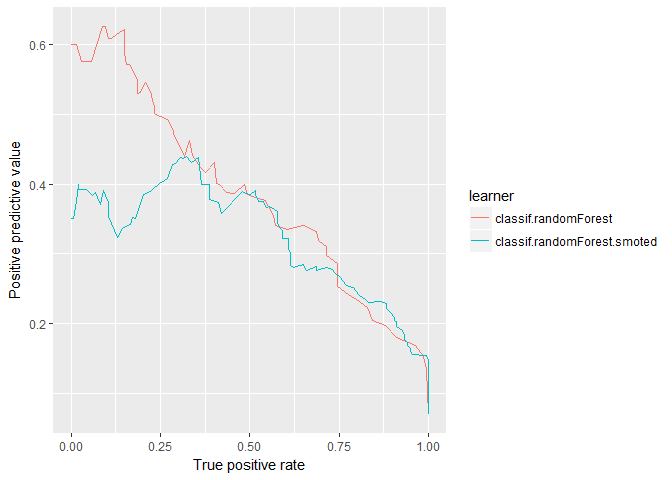 0.6
0.4
0.2
Positive predictive value
0.00 0.25 0.50 0.75 1.00
True positive rate
learner
classif.randomForest
classif.randomForest.smoted